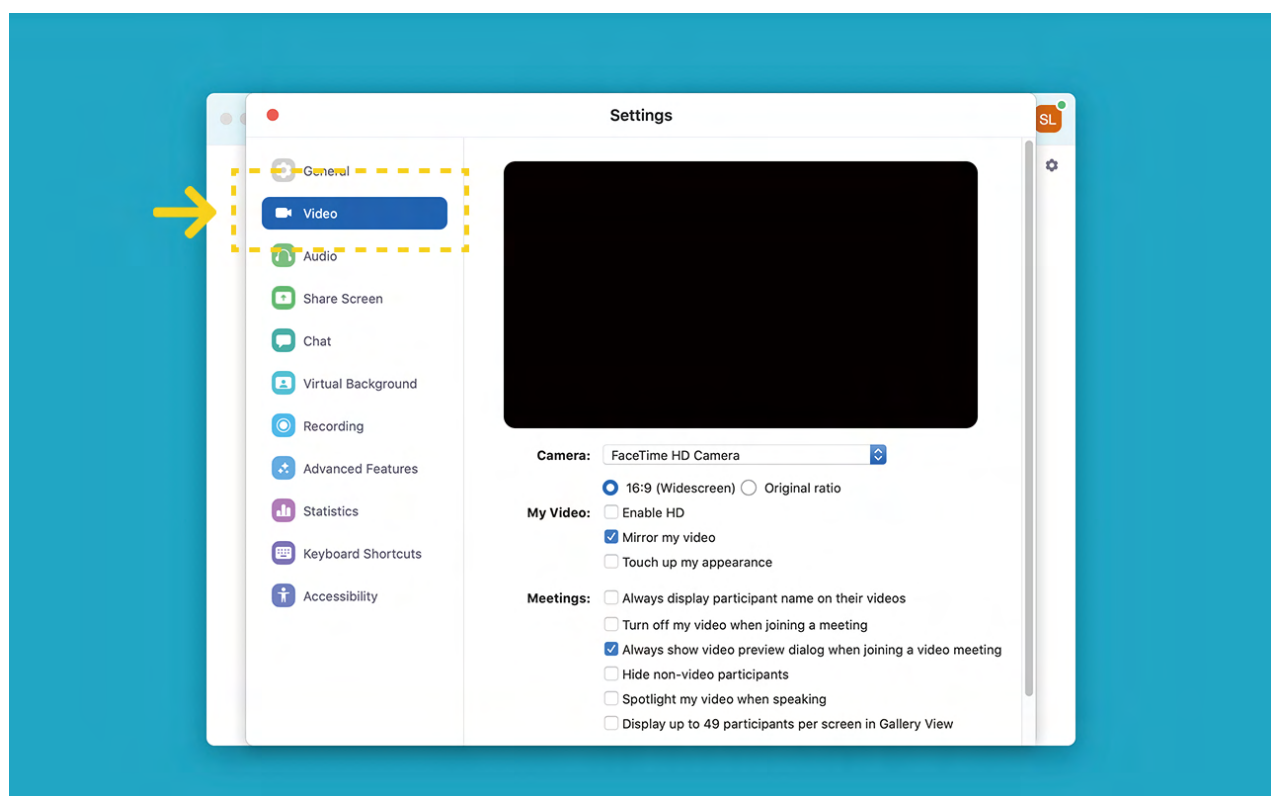 Settings
SL
General
Video
Audio
Share Screen
Chat
Virtual Background
Recording
Advanced Features
Statistics
Keyboard Shortcuts
Accessibility
Camera: FaceTime HD Camera
16:9 (Widescreen) Original ratio
My Video: Enable HD
Mirror my video
Touch up my appearance
Meetings: Always display participant name on their videos
Turn off my video when joining a meeting
Always show video preview dialog when joining a video meeting
Hide non-video participants
Spotlight my video when speaking
Display up to 49 participants per screen in Gallery View